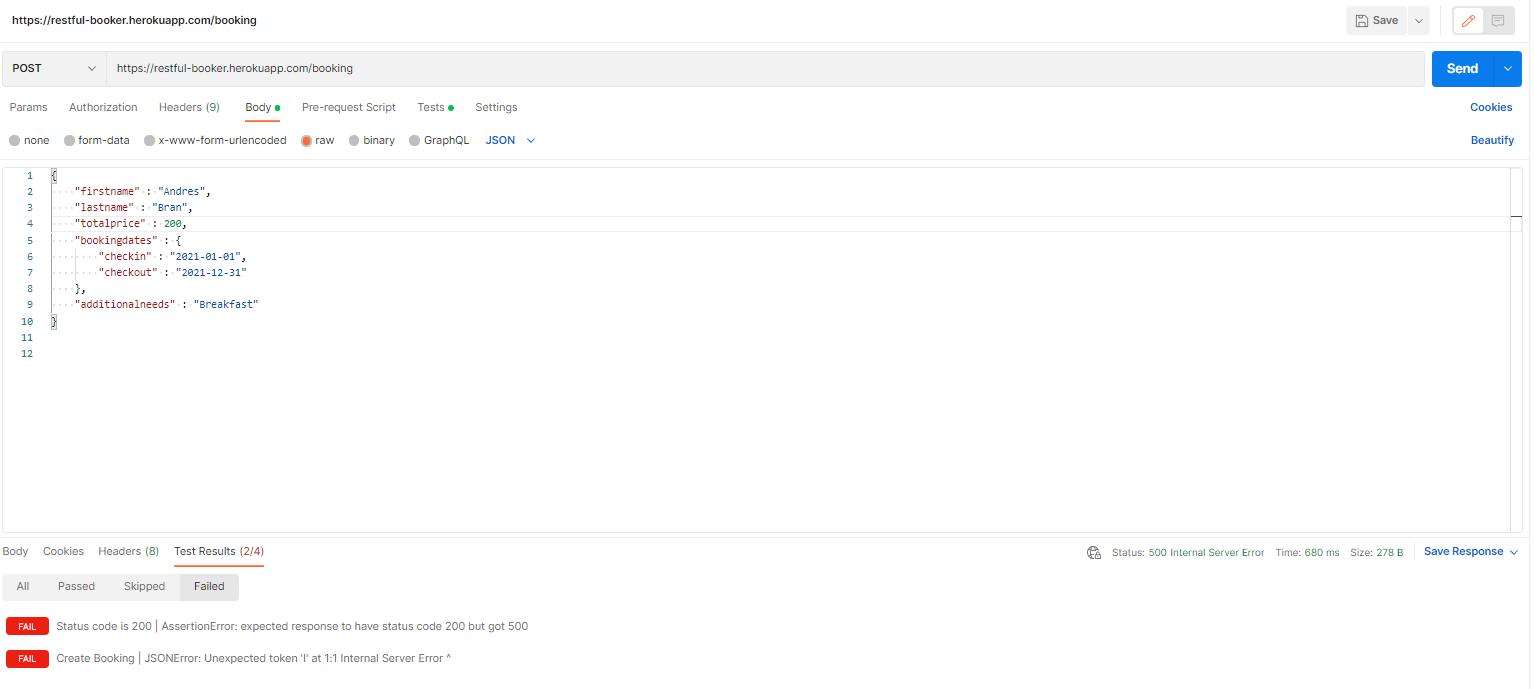 https://restful-booker.herokuapp.com/booking
Save
POST
https://restful-booker.herokuapp.com/booking
Send
Params Authorization Headers (9) Body Pre-request Script Tests Settings Cookies
none form-data x-www-form-urlencoded raw binary GraphQL JSON Beautify
1 {
2 "firstname" : "Andres",
3 "lastname" : "Bran",
4 "totalprice" : 200,
5 "bookingdates" : {
6 "checkin" : "2021-01-01",
7 "checkout" : "2021-12-31"
8 },
9 "additionalneeds" : "Breakfast"
10 }
11
12
Body Cookies Headers (8) Test Results (2/4) Status: 500 Internal Server Error Time: 680 ms Size: 278 B Save Response
All Passed Skipped Failed
FAIL Status code is 200 | AssertionError: expected response to have status code 200 but got 500
FAIL Create Booking | JSONError: Unexpected token 'I' at 1:1 Internal Server Error ^